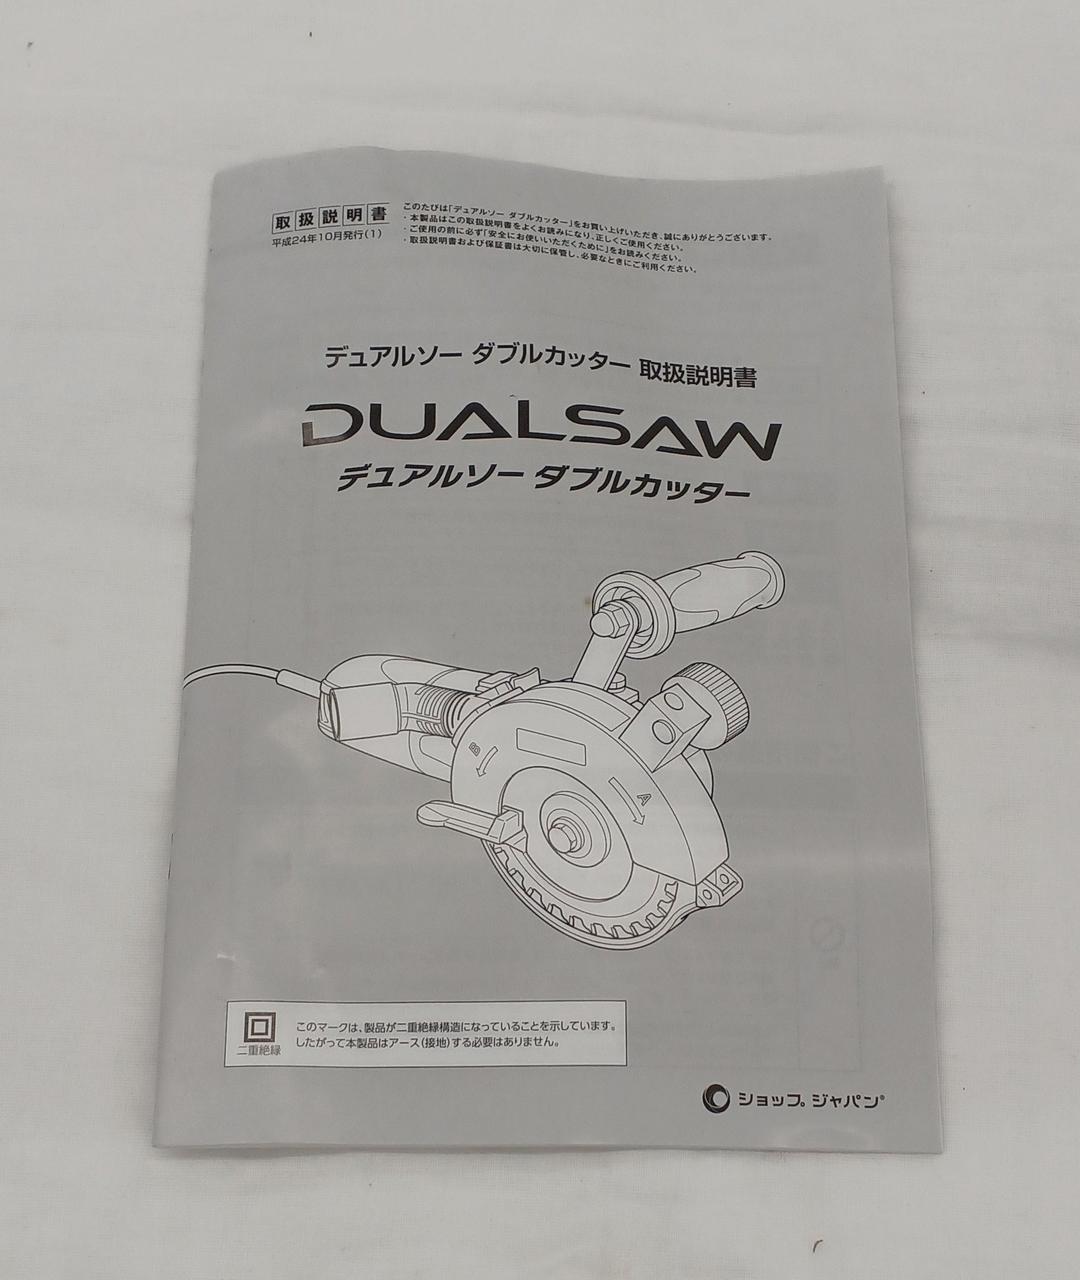 取扱説明書
平成24年10月発行(1)
このたびは「デュアルソー ダブルカッター」をお買い上げいただき、誠にありがとうございます。
・本製品はこの取扱説明書をよくお読みになり、正しくご使用ください。
・ご使用の前に必ず「安全にお使いいただくために」をお読みください。
・取扱説明書および保証書は大切に保管し、必要なときにご利用ください。
デュアルソー ダブルカッター 取扱説明書
DUALSAW
デュアルソー ダブルカッター
B
A
二重絶縁
このマークは、製品が二重絶縁構造になっていることを示しています。
したがって本製品はアース(接地)する必要はありません。
ショップジャパン®